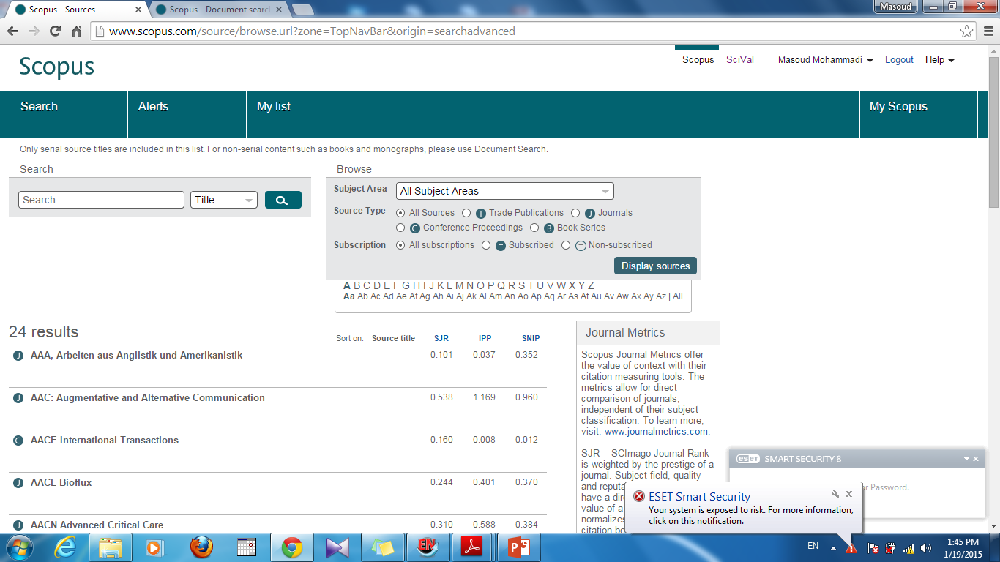 Scopus - Sources
Scopus - Document searc
Masoud
www.scopus.com/source/browse.url?zone=TopNavBar&origin=searchadvanced
Scopus
Scopus SciVal Masoud Mohammadi Logout Help
Search Alerts My list My Scopus
Only serial source titles are included in this list. For non-serial content such as books and monographs, please use Document Search.
Search
Search... Title
Browse
Subject Area All Subject Areas
Source Type All Sources T Trade Publications J Journals
C Conference Proceedings B Book Series
Subscription All subscriptions Subscribed Non-subscribed
Display sources
A B C D E F G H I J K L M N O P Q R S T U V W X Y Z
Aa Ab Ac Ad Ae Af Ag Ah Ai Aj Ak Al Am An Ao Ap Aq Ar As At Au Av Aw Ax Ay Az | All
24 results Sort on: Source title SJR IPP SNIP
J AAA, Arbeiten aus Anglistik und Amerikanistik 0.101 0.037 0.352
J AAC: Augmentative and Alternative Communication 0.538 1.169 0.960
C AACE International Transactions 0.160 0.008 0.012
J AACL Bioflux 0.244 0.401 0.370
J AACN Advanced Critical Care 0.310 0.588 0.384
Journal Metrics
Scopus Journal Metrics offer
the value of context with their
citation measuring tools. The
metrics allow for direct
comparison of journals,
independent of their subject
classification. To learn more,
visit: www.journalmetrics.com.
SJR = SCImago Journal Rank
is weighted by the prestige of a
journal. Subject field, quality
and reputa
have a dire
value of a
normalizes
citation be
eset SMART SECURITY 8
r Password.
ESET Smart Security
Your system is exposed to risk. For more information,
click on this notification.
EN
1:45 PM
1/19/2015